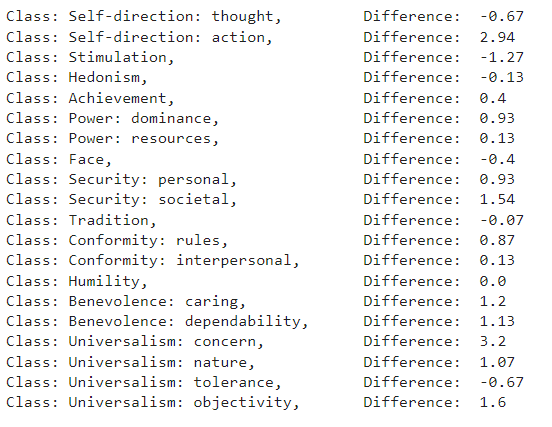 Class: Self-direction: thought, Difference: -0.67
Class: Self-direction: action, Difference: 2.94
Class: Stimulation, Difference: -1.27
Class: Hedonism, Difference: -0.13
Class: Achievement, Difference: 0.4
Class: Power: dominance, Difference: 0.93
Class: Power: resources, Difference: 0.13
Class: Face, Difference: -0.4
Class: Security: personal, Difference: 0.93
Class: Security: societal, Difference: 1.54
Class: Tradition, Difference: -0.07
Class: Conformity: rules, Difference: 0.87
Class: Conformity: interpersonal, Difference: 0.13
Class: Humility, Difference: 0.0
Class: Benevolence: caring, Difference: 1.2
Class: Benevolence: dependability, Difference: 1.13
Class: Universalism: concern, Difference: 3.2
Class: Universalism: nature, Difference: 1.07
Class: Universalism: tolerance, Difference: -0.67
Class: Universalism: objectivity, Difference: 1.6